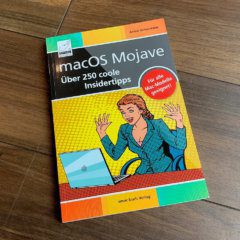 macOS Mojave
Über 250 coole
Insidertipps
Für alle
Mac-Modelle
geeignet!